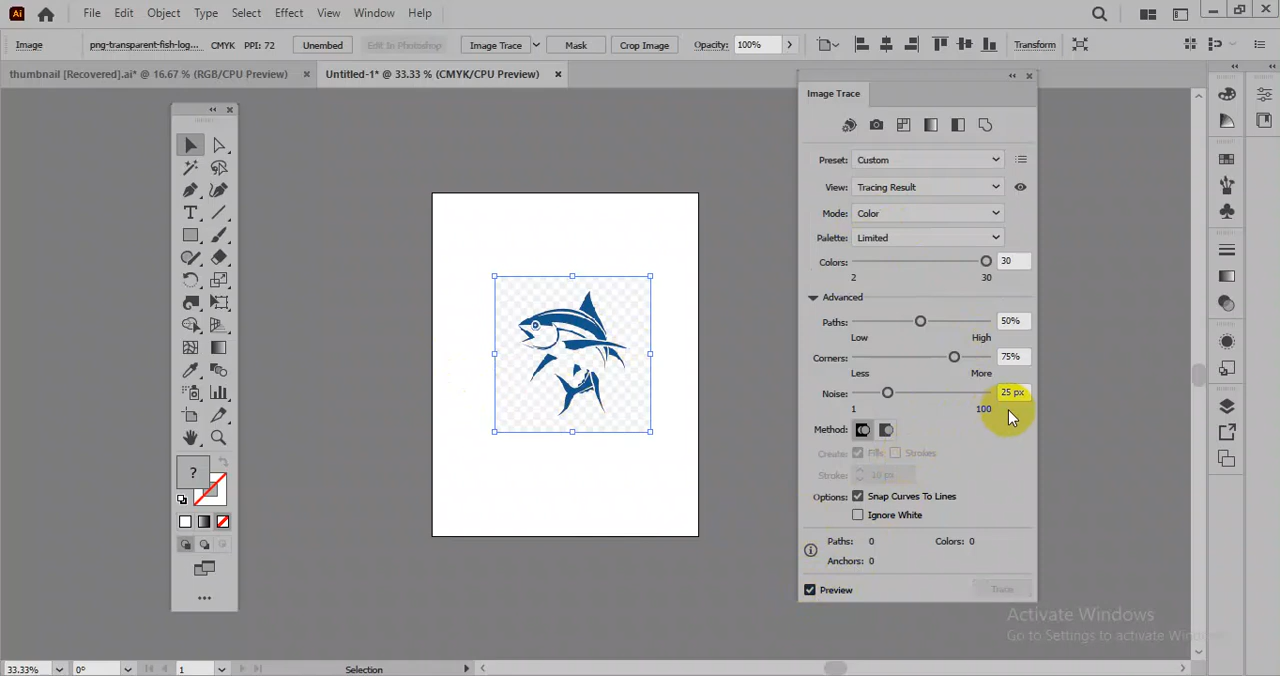 Ai File Edit Object Type Select Effect View Window Help
Image png-transparent-fish-log... CMYK PPI: 72 Unembed Edit In Photoshop Image Trace Mask Crop Image Opacity: 100% Transform
thumbnail [Recovered].ai* @ 16.67 % (RGB/CPU Preview) × Untitled-1* @ 33.33 % (CMYK/CPU Preview) ×
Image Trace
Preset: Custom
View: Tracing Result
Mode: Color
Palette: Limited
Colors: 30
2 30
Advanced
Paths: 50%
Low High
Corners: 75%
Less More
Noise: 25 px
1 100
Method:
Create: Fills Strokes
Stroke: 10 px
Options: Snap Curves To Lines
Ignore White
Paths: 0 Colors: 0
Anchors: 0
Preview Trace
?
Activate Windows
Go to Settings to activate Windows
33.33% 0° 1 Selection